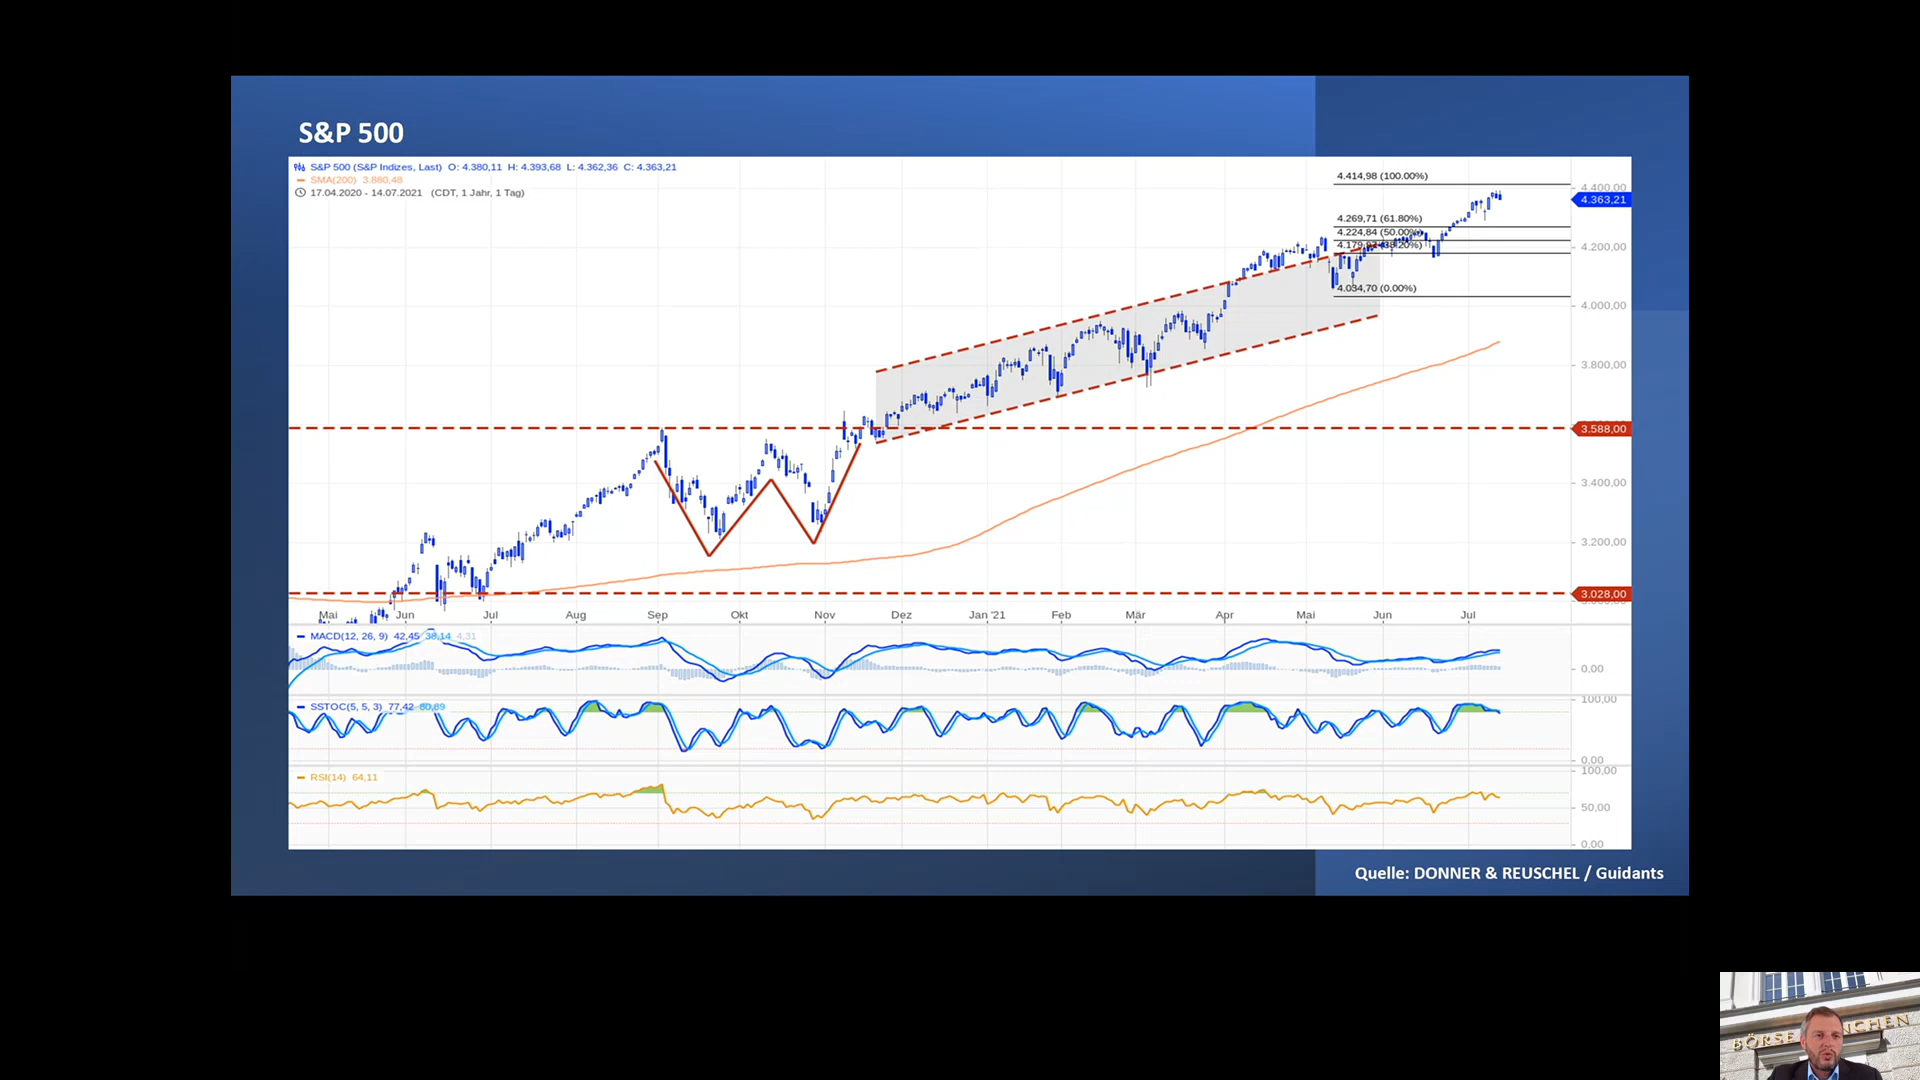 S&P 500
S&P 500 (S&P Indizes, Last) O: 4.380,11 H: 4.393,68 L: 4.362,36 C: 4.363,21
SMA(200) 3.880,48
17.04.2020 - 14.07.2021 (CDT, 1 Jahr, 1 Tag)
4.414,98 (100.00%)
4.400,00
4.363,21
4.269,71 (61.80%)
4.224,84 (50.00%)
4.200,00
4.034,70 (0.00%)
4.000,00
3.800,00
3.588,00
3.400,00
3.200,00
3.028,00
Mai Jun Jul Aug Sep Okt Nov Dez Jan '21 Feb Mär Apr Mai Jun Jul
MACD(12, 26, 9) 42,45 38,14 4,31
0,00
SSTOC(5, 5, 3) 77,42 80,89
100,00
0,00
RSI(14) 64,11
100,00
50,00
0,00
Quelle: DONNER & REUSCHEL / Guidants
BÖRSE